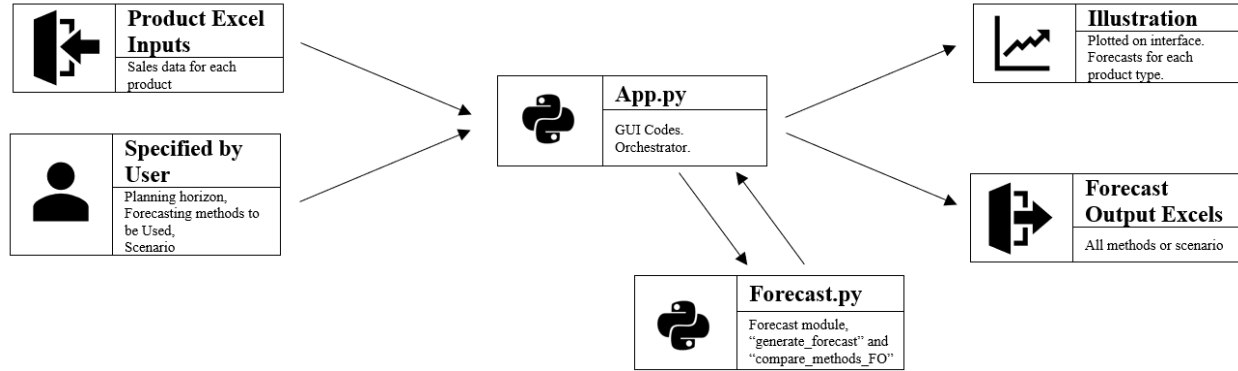 Product Excel
Inputs
Sales data for each
product
Specified by
User
Planning horizon,
Forecasting methods to
be Used,
Scenario
App.py
GUI Codes.
Orchestrator.
Forecast.py
Forecast module,
“generate_forecast” and
“compare_methods_FO”
Illustration
Plotted on interface.
Forecasts for each
product type.
Forecast
Output Excels
All methods or scenario